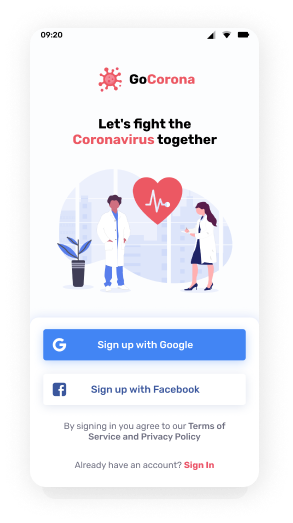 09:20
GoCorona
Let's fight the
Coronavirus together
Sign up with Google
Sign up with Facebook
By signing in you agree to our Terms of
Service and Privacy Policy
Already have an account? Sign In